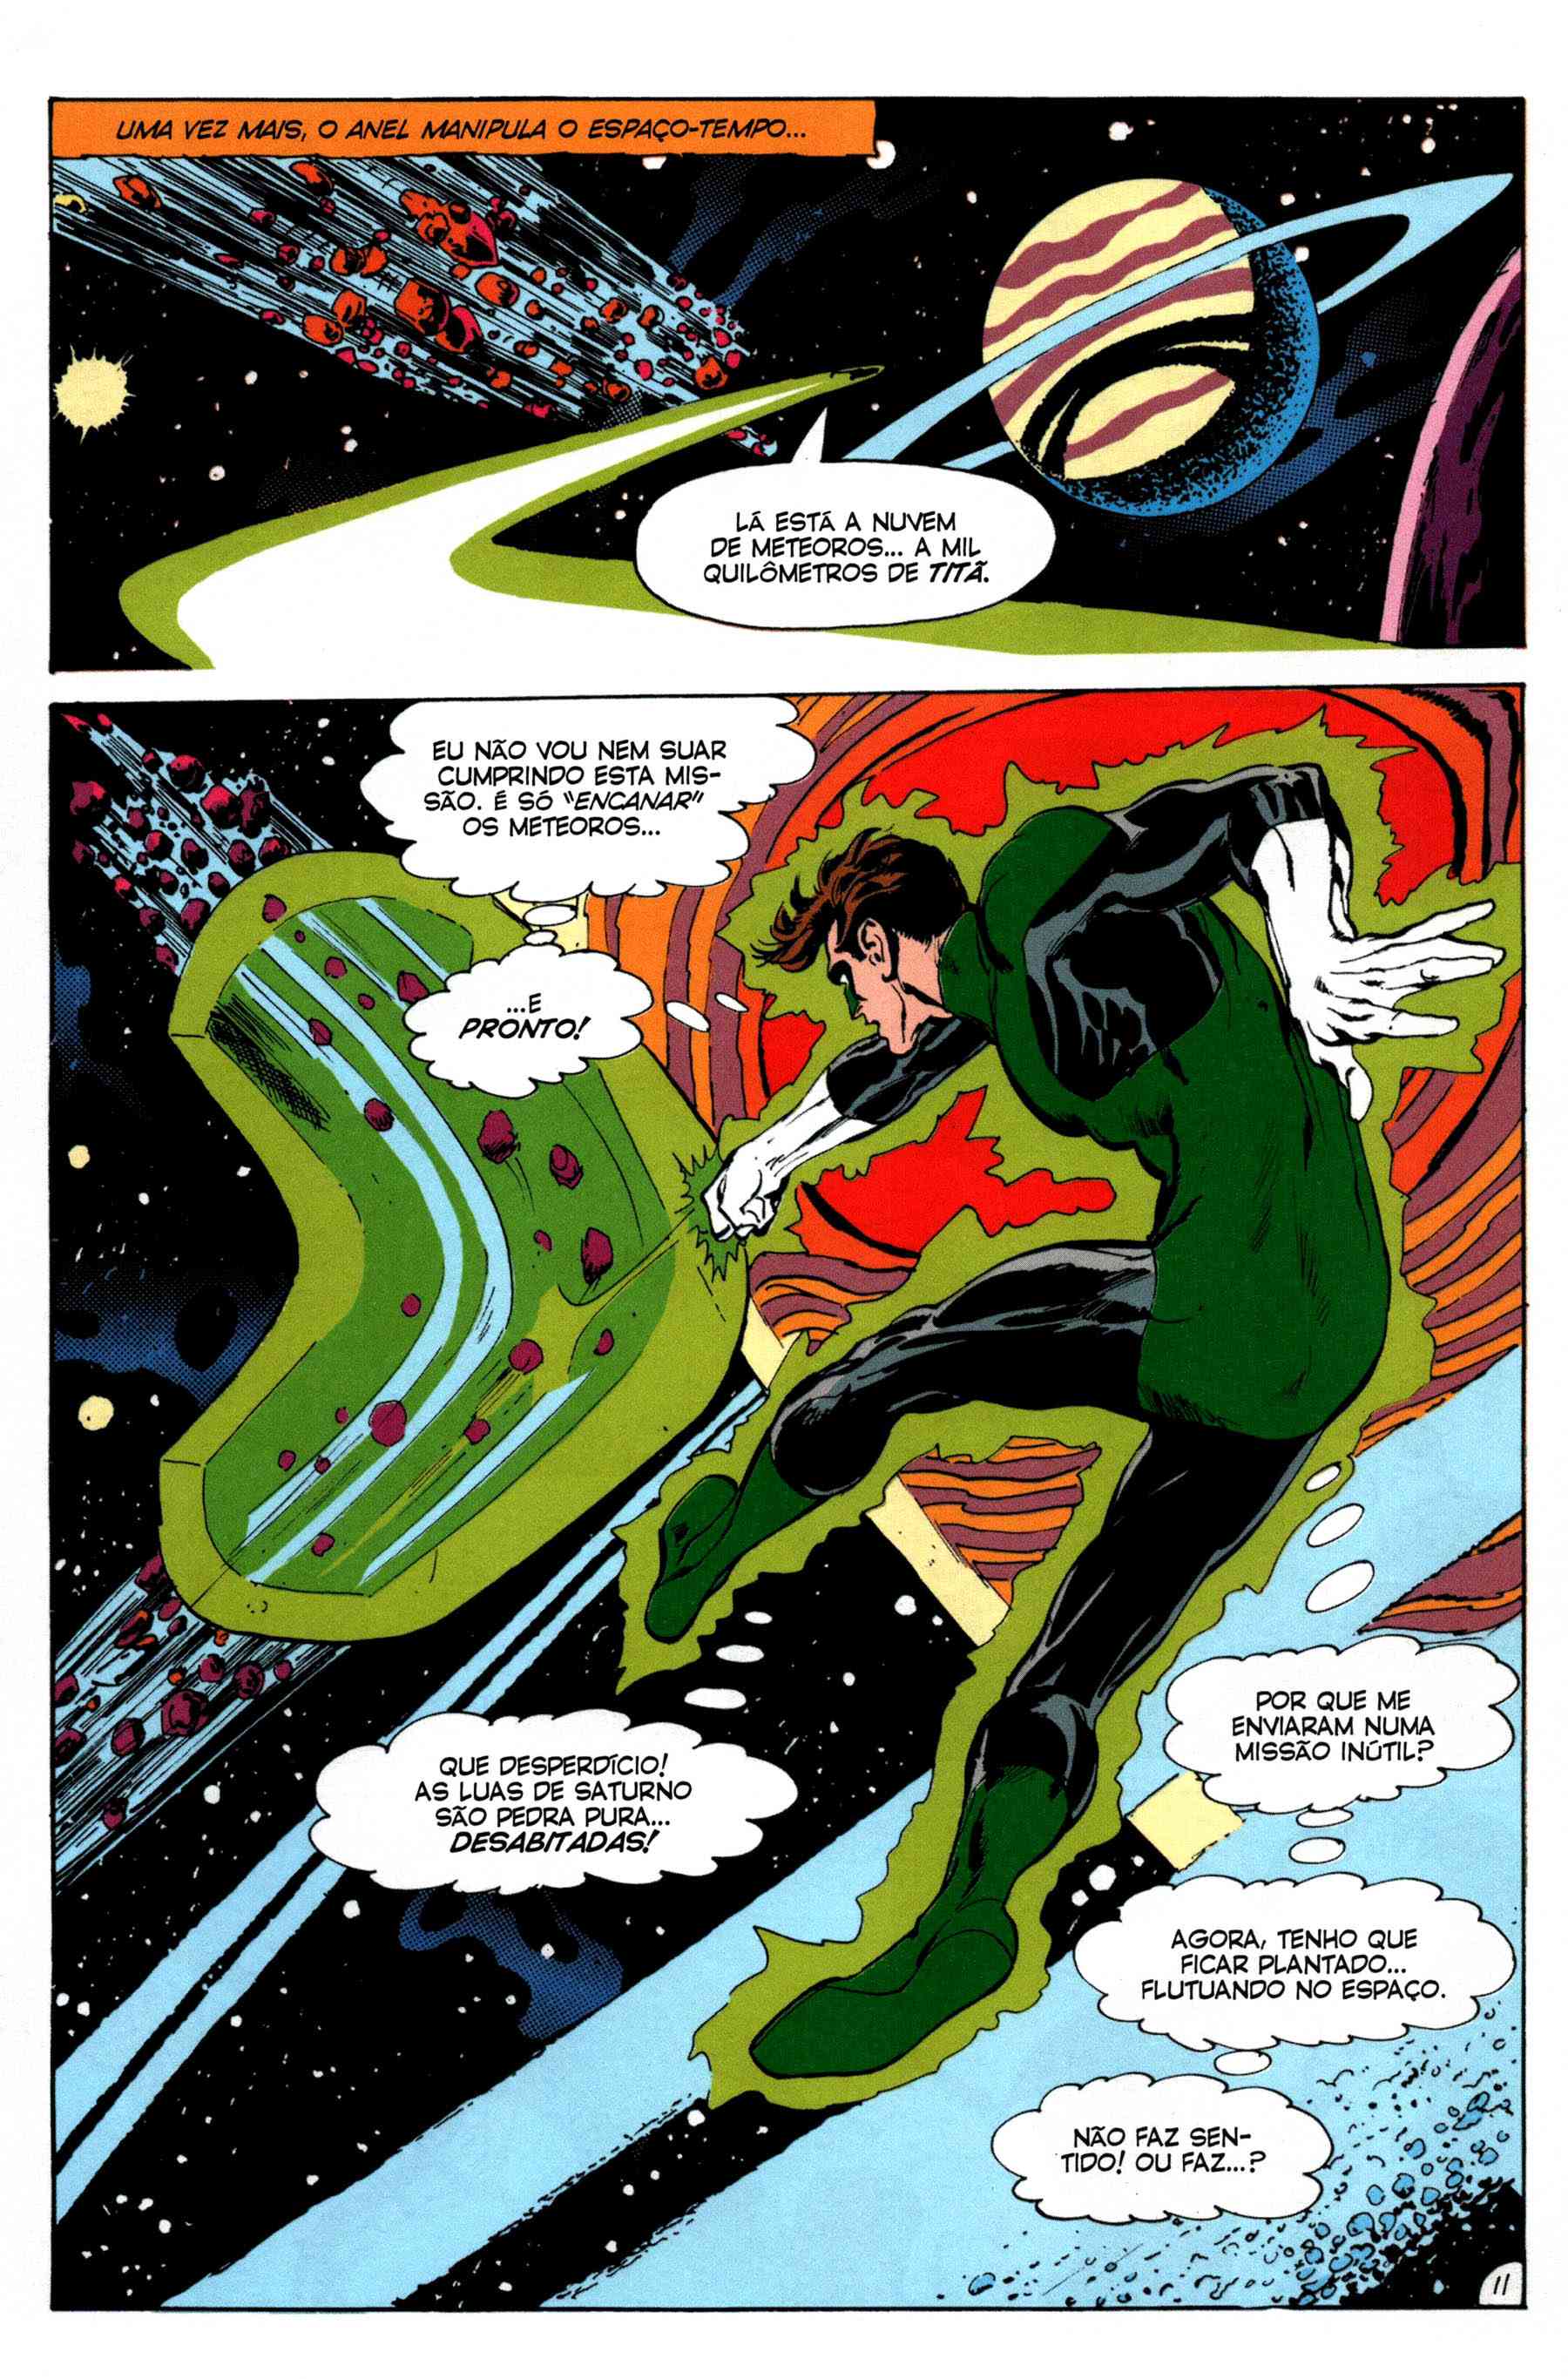 UMA VEZ MAIS, O ANEL MANIPULA O ESPAÇO-TEMPO...
LÁ ESTÁ A NUVEM
DE METEOROS... A MIL
QUILÔMETROS DE TITÃ.
EU NÃO VOU NEM SUAR
CUMPRINDO ESTA MIS-
SÃO. É SÓ "ENCANAR"
OS METEOROS...
...E
PRONTO!
QUE DESPERDÍCIO!
AS LUAS DE SATURNO
SÃO PEDRA PURA...
DESABITADAS!
POR QUE ME
ENVIARAM NUMA
MISSÃO INÚTIL?
AGORA, TENHO QUE
FICAR PLANTADO...
FLUTUANDO NO ESPAÇO.
NÃO FAZ SEN-
TIDO! OU FAZ...?
11